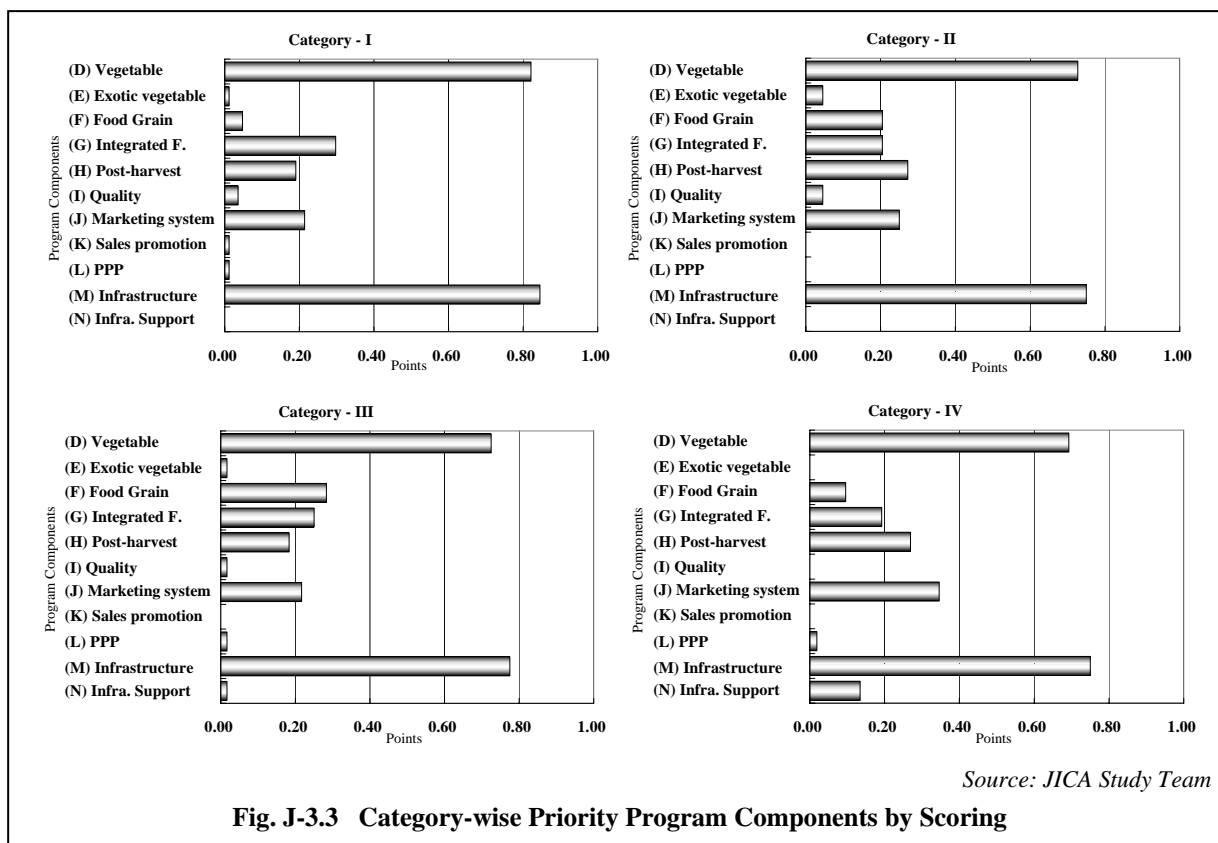 Category - I
Program Components
(D) Vegetable
(E) Exotic vegetable
(F) Food Grain
(G) Integrated F.
(H) Post-harvest
(I) Quality
(J) Marketing system
(K) Sales promotion
(L) PPP
(M) Infrastructure
(N) Infra. Support
0.00 0.20 0.40 0.60 0.80 1.00
Points
Category - II
Program Components
(D) Vegetable
(E) Exotic vegetable
(F) Food Grain
(G) Integrated F.
(H) Post-harvest
(I) Quality
(J) Marketing system
(K) Sales promotion
(L) PPP
(M) Infrastructure
(N) Infra. Support
0.00 0.20 0.40 0.60 0.80 1.00
Points
Category - III
Program Components
(D) Vegetable
(E) Exotic vegetable
(F) Food Grain
(G) Integrated F.
(H) Post-harvest
(I) Quality
(J) Marketing system
(K) Sales promotion
(L) PPP
(M) Infrastructure
(N) Infra. Support
0.00 0.20 0.40 0.60 0.80 1.00
Points
Category - IV
Program Components
(D) Vegetable
(E) Exotic vegetable
(F) Food Grain
(G) Integrated F.
(H) Post-harvest
(I) Quality
(J) Marketing system
(K) Sales promotion
(L) PPP
(M) Infrastructure
(N) Infra. Support
0.00 0.20 0.40 0.60 0.80 1.00
Points
Source: JICA Study Team
Fig. J-3.3 Category-wise Priority Program Components by Scoring